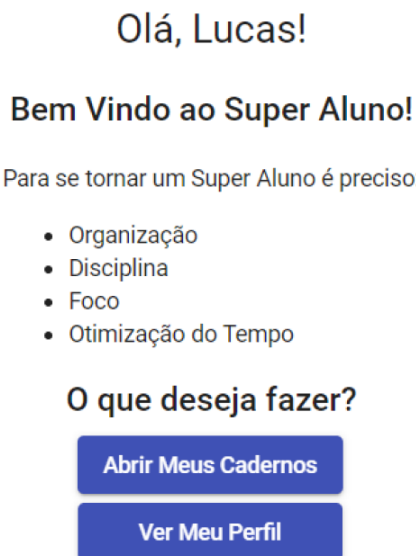 Olá, Lucas!
Bem Vindo ao Super Aluno!
Para se tornar um Super Aluno é preciso
Organização
Disciplina
Foco
Otimização do Tempo
O que deseja fazer?
Abrir Meus Cadernos
Ver Meu Perfil